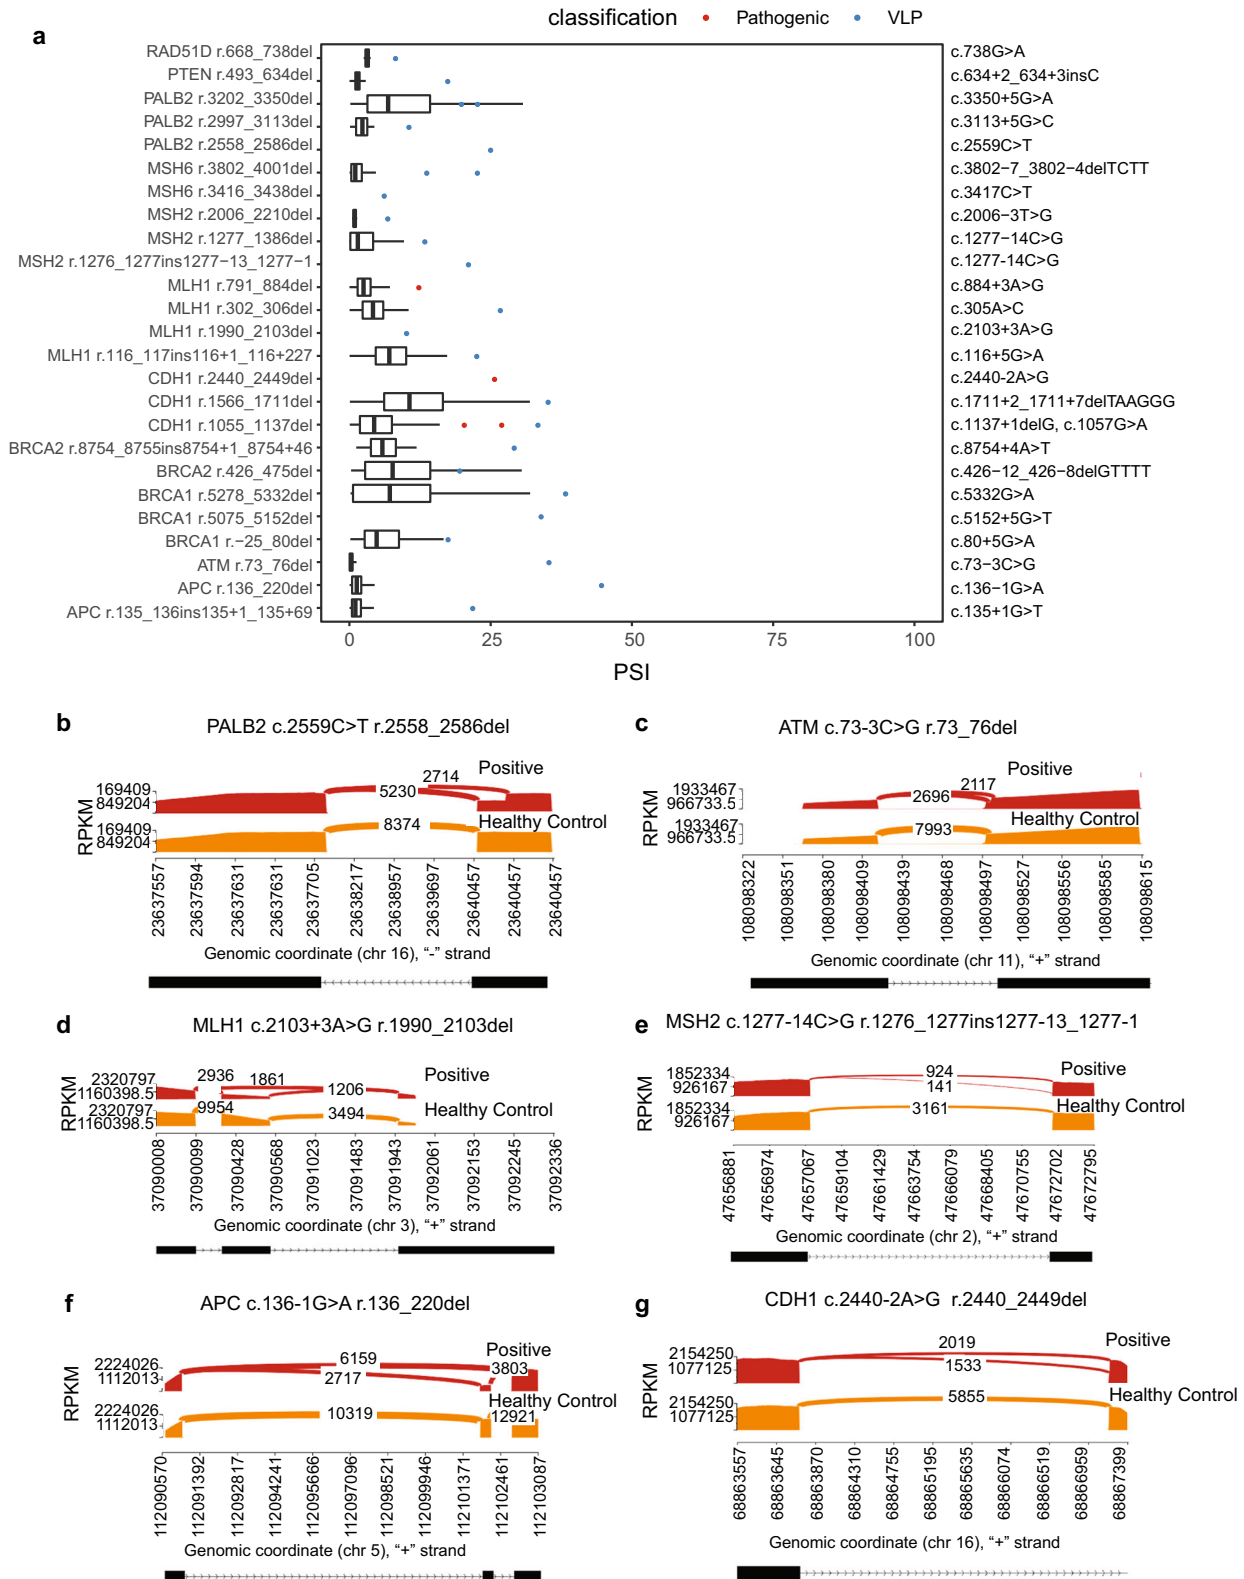 classification Pathogenic VLP
a
RAD51D r.668_738del c.738G>A
PTEN r.493_634del c.634+2_634+3insC
PALB2 r.3202_3350del c.3350+5G>A
PALB2 r.2997_3113del c.3113+5G>C
PALB2 r.2558_2586del c.2559C>T
MSH6 r.3802_4001del c.3802−7_3802−4delTCTT
MSH6 r.3416_3438del c.3417C>T
MSH2 r.2006_2210del c.2006−3T>G
MSH2 r.1277_1386del c.1277−14C>G
MSH2 r.1276_1277ins1277−13_1277−1 c.1277-14C>G
MLH1 r.791_884del c.884+3A>G
MLH1 r.302_306del c.305A>C
MLH1 r.1990_2103del c.2103+3A>G
MLH1 r.116_117ins116+1_116+227 c.116+5G>A
CDH1 r.2440_2449del c.2440-2A>G
CDH1 r.1566_1711del c.1711+2_1711+7delTAAGGG
CDH1 r.1055_1137del c.1137+1delG, c.1057G>A
BRCA2 r.8754_8755ins8754+1_8754+46 c.8754+4A>T
BRCA2 r.426_475del c.426−12_426−8delGTTTT
BRCA1 r.5278_5332del c.5332G>A
BRCA1 r.5075_5152del c.5152+5G>T
BRCA1 r.−25_80del c.80+5G>A
ATM r.73_76del c.73−3C>G
APC r.136_220del c.136−1G>A
APC r.135_136ins135+1_135+69 c.135+1G>T
0 25 50 75 100
PSI
b
PALB2 c.2559C>T r.2558_2586del
RPKM
169409
849204
2714
5230
Positive
169409
849204
8374
Healthy Control
23637557 23637594 23637631 23637631 23637705 23638217 23638957 23639697 23640457 23640457 23640457
Genomic coordinate (chr 16), “-” strand
c
ATM c.73-3C>G r.73_76del
RPKM
1933467
966733.5
2117
2696
Positive
1933467
966733.5
7993
Healthy Control
108098322 108098351 108098380 108098409 108098439 108098468 108098497 108098527 108098556 108098585 108098615
Genomic coordinate (chr 11), “+” strand
d
MLH1 c.2103+3A>G r.1990_2103del
RPKM
2320797
1160398.5
2936 1861
1206
Positive
2320797
1160398.5
9954
3494
Healthy Control
37090008 37090099 37090428 37090568 37091023 37091483 37091943 37092061 37092153 37092245 37092336
Genomic coordinate (chr 3), “+” strand
e
MSH2 c.1277-14C>G r.1276_1277ins1277-13_1277-1
RPKM
1852334
926167
924
141
Positive
1852334
926167
3161
Healthy Control
47656881 47656974 47657067 47659104 47661429 47663754 47666079 47668405 47670755 47672702 47672795
Genomic coordinate (chr 2), “+” strand
f
APC c.136-1G>A r.136_220del
RPKM
2224026
1112013
6159
2717
3803
Positive
2224026
1112013
10319
12921
Healthy Control
112090570 112091392 112092817 112094241 112095666 112097096 112098521 112099946 112101371 112102461 112103087
Genomic coordinate (chr 5), “+” strand
g
CDH1 c.2440-2A>G r.2440_2449del
RPKM
2154250
1077125
2019
1533
Positive
2154250
1077125
5855
Healthy Control
68863557 68863645 68863870 68864310 68864755 68865195 68865635 68866074 68866519 68866959 68867399
Genomic coordinate (chr 16), “+” strand